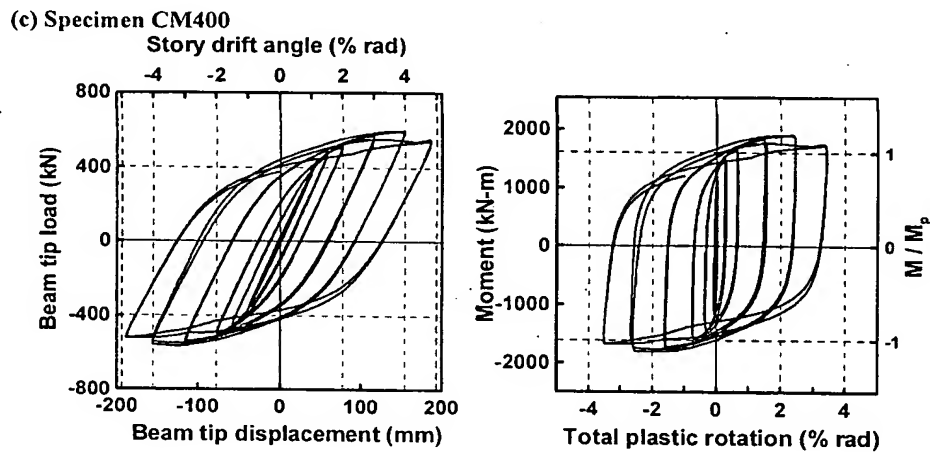 (c) Specimen CM400
Story drift angle (% rad)
-4 -2 0 2 4
800
400
0
-400
-800
Beam tip load (kN)
-200 -100 0 100 200
Beam tip displacement (mm)
2000
1000
0
-1000
-2000
Moment (kN-m)
1
0
-1
M / Mp
-4 -2 0 2 4
Total plastic rotation (% rad)